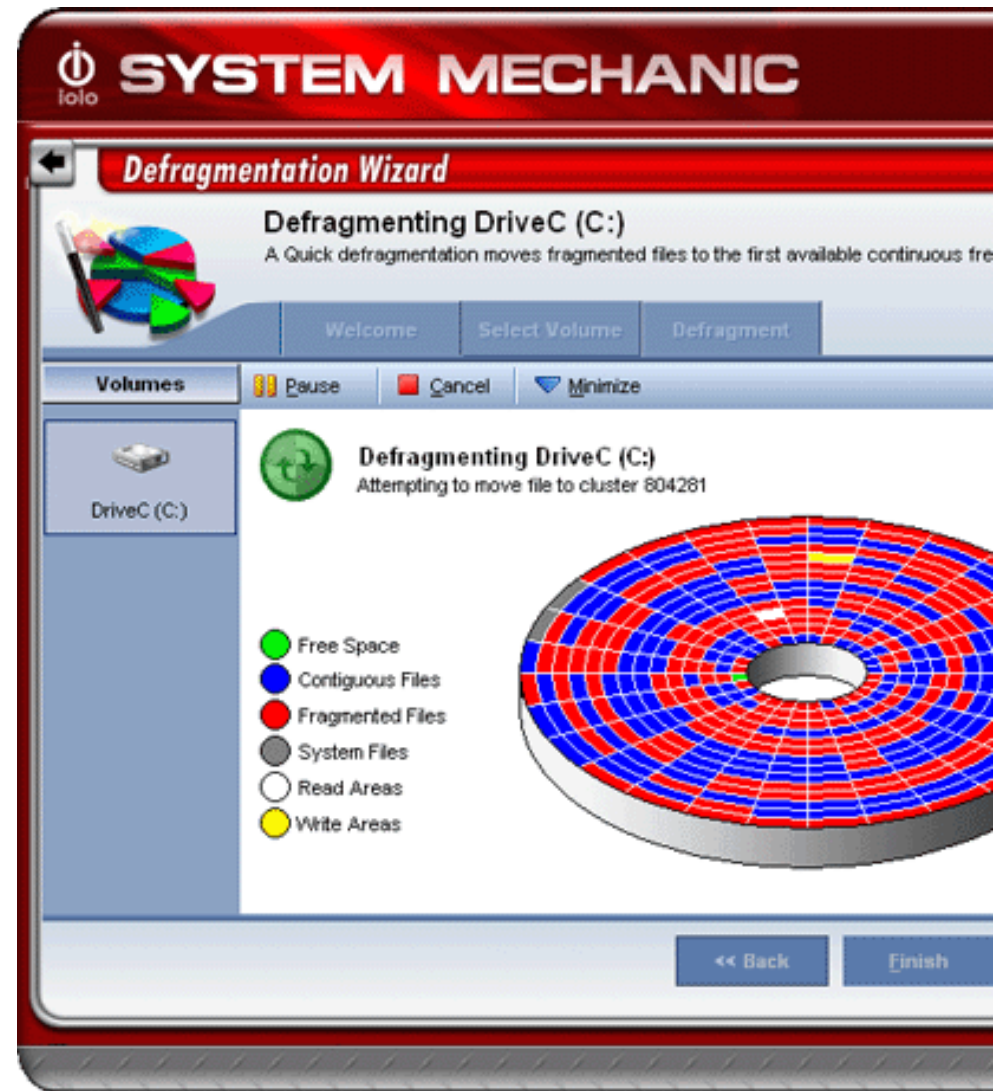 SYSTEM MECHANIC
iolo
Defragmentation Wizard
Defragmenting DriveC (C:)
A Quick defragmentation moves fragmented files to the first available continuous fre
Welcome Select Volume Defragment
Volumes Pause Cancel Minimize
Defragmenting DriveC (C:)
Attempting to move file to cluster 804281
DriveC (C:)
Free Space
Contiguous Files
Fragmented Files
System Files
Read Areas
Write Areas
<< Back Finish